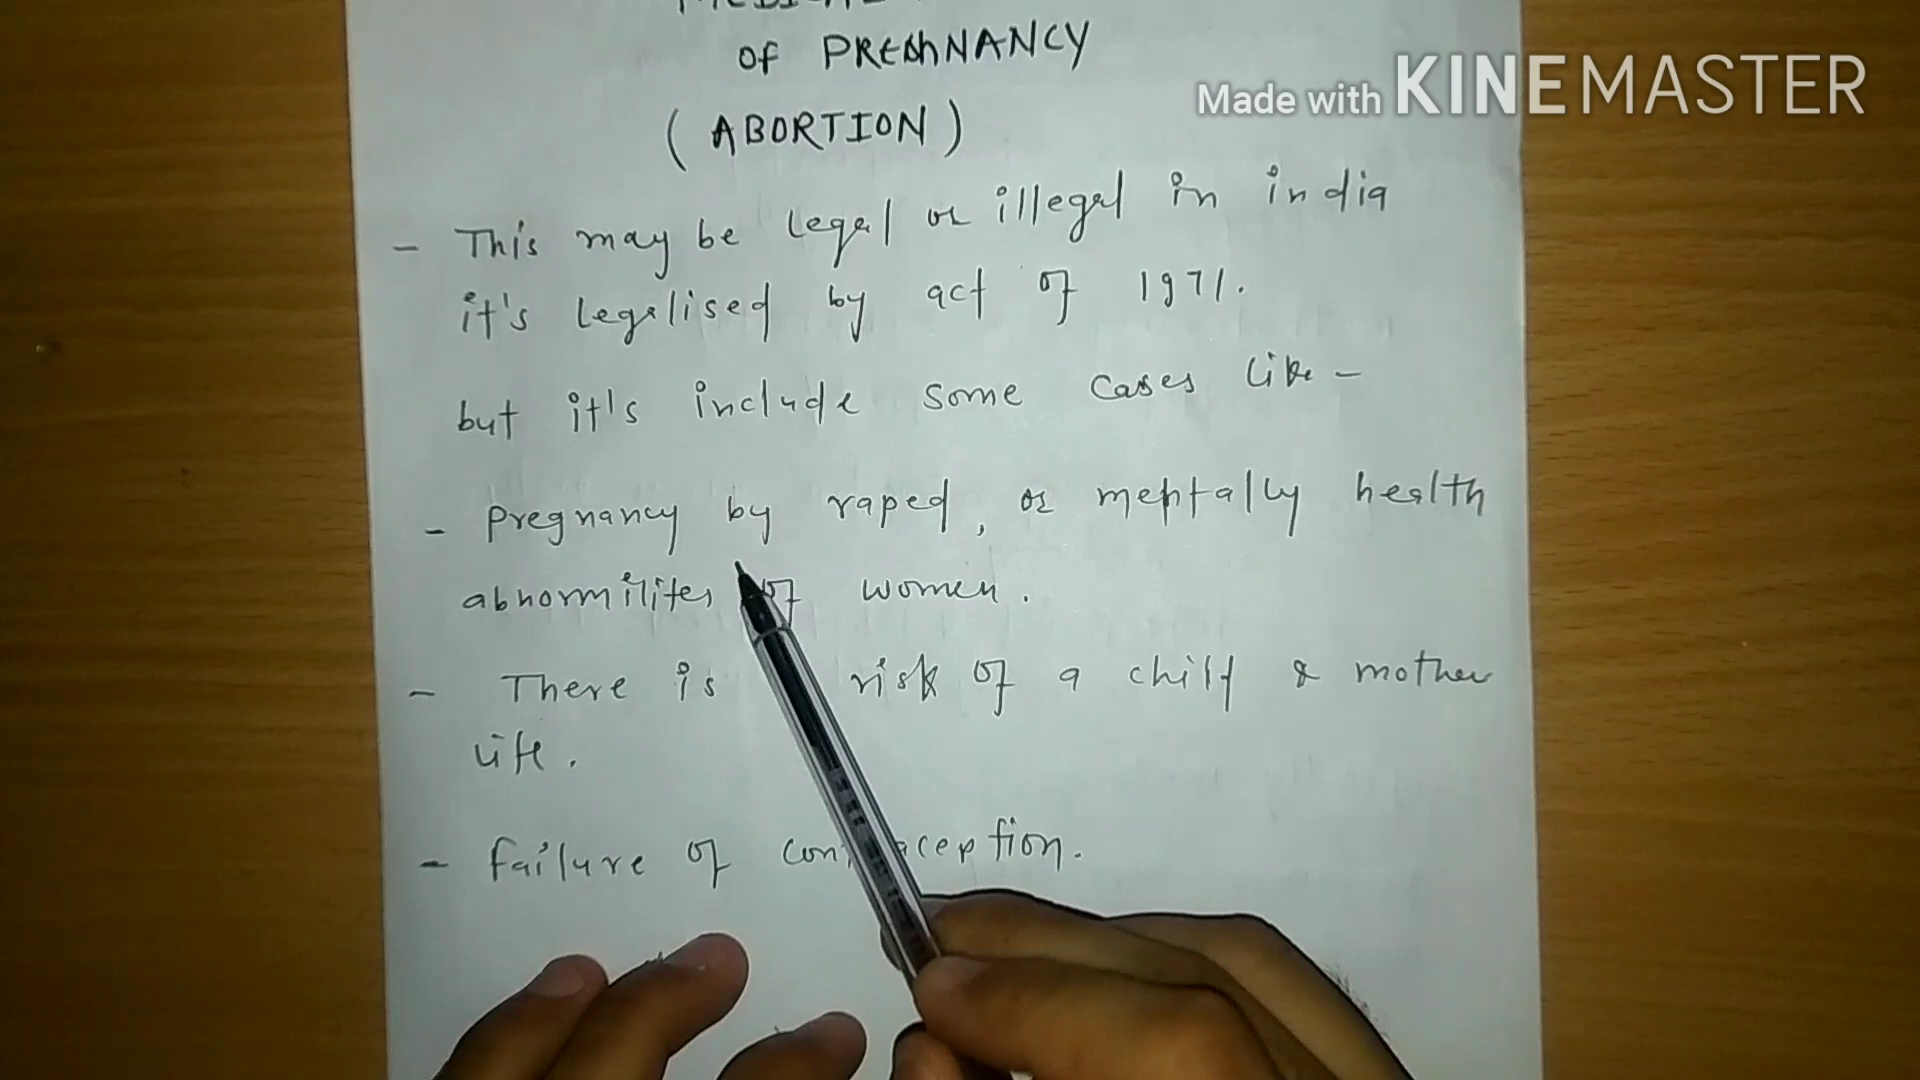 of PREGNANCY
Made with KINEMASTER
( ABORTION )
- This may be legal or illegal in india
it's legalised by act of 1971.
but it's include some cases like -
- pregnancy by raped, or mentally health
abnormilites of women.
- There is risk of a child & mother
life.
- failure of contraception.